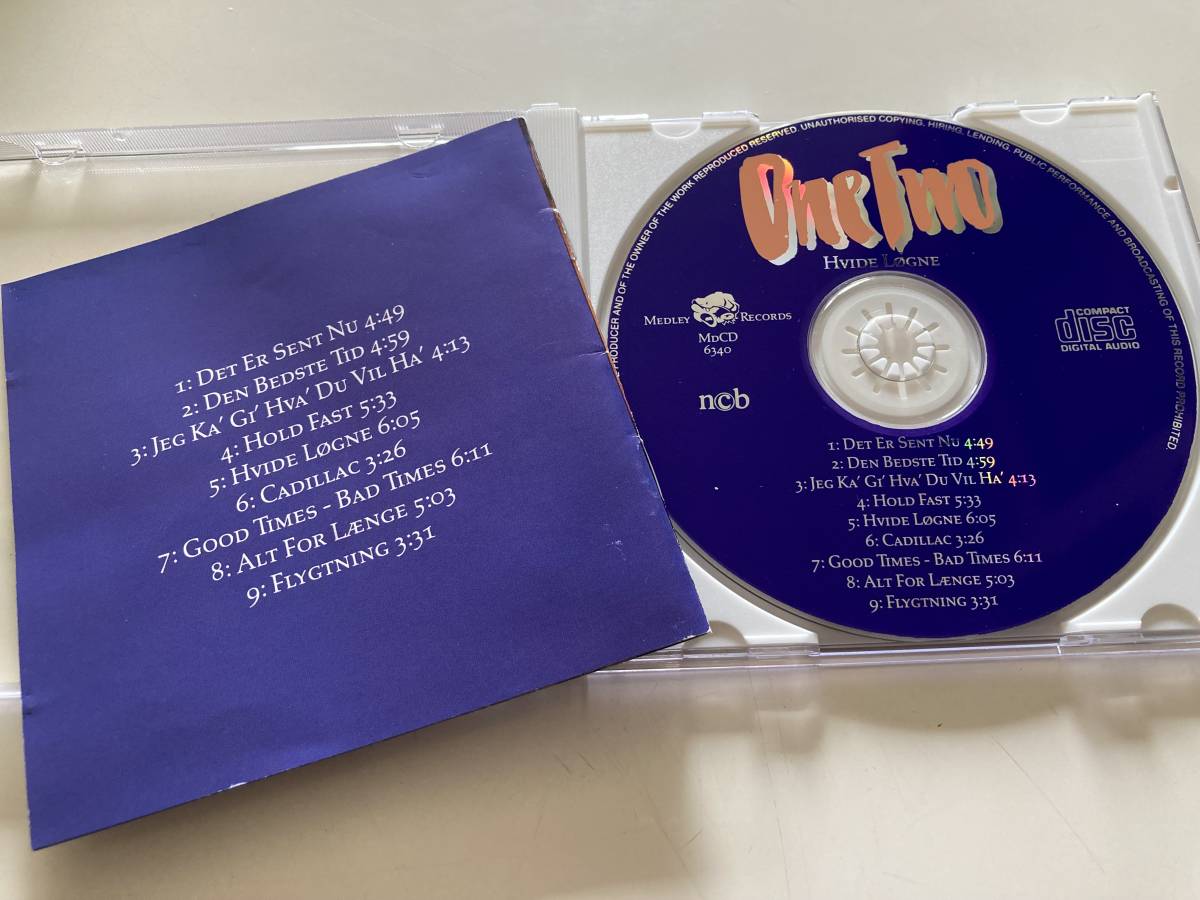 1: Det Er Sent Nu 4:49
2: Den Bedste Tid 4:59
3: Jeg Ka' Gi' Hva' Du Vil Ha' 4:13
4: Hold Fast 5:33
5: Hvide Løgne 6:05
6: Cadillac 3:26
7: Good Times - Bad Times 6:11
8: Alt For Længe 5:03
9: Flygtning 3:31
PRODUCER AND OF THE OWNER OF THE WORK REPRODUCED RESERVED. UNAUTHORISED COPYING, HIRING, LENDING, PUBLIC PERFORMANCE AND BROADCASTING OF THIS RECORD PROHIBITED.
OneTwo
Hvide Løgne
Medley Records
MdCD
6340
COMPACT
disc
DIGITAL AUDIO
ncb
1: Det Er Sent Nu 4:49
2: Den Bedste Tid 4:59
3: Jeg Ka' Gi' Hva' Du Vil Ha' 4:13
4: Hold Fast 5:33
5: Hvide Løgne 6:05
6: Cadillac 3:26
7: Good Times - Bad Times 6:11
8: Alt For Længe 5:03
9: Flygtning 3:31